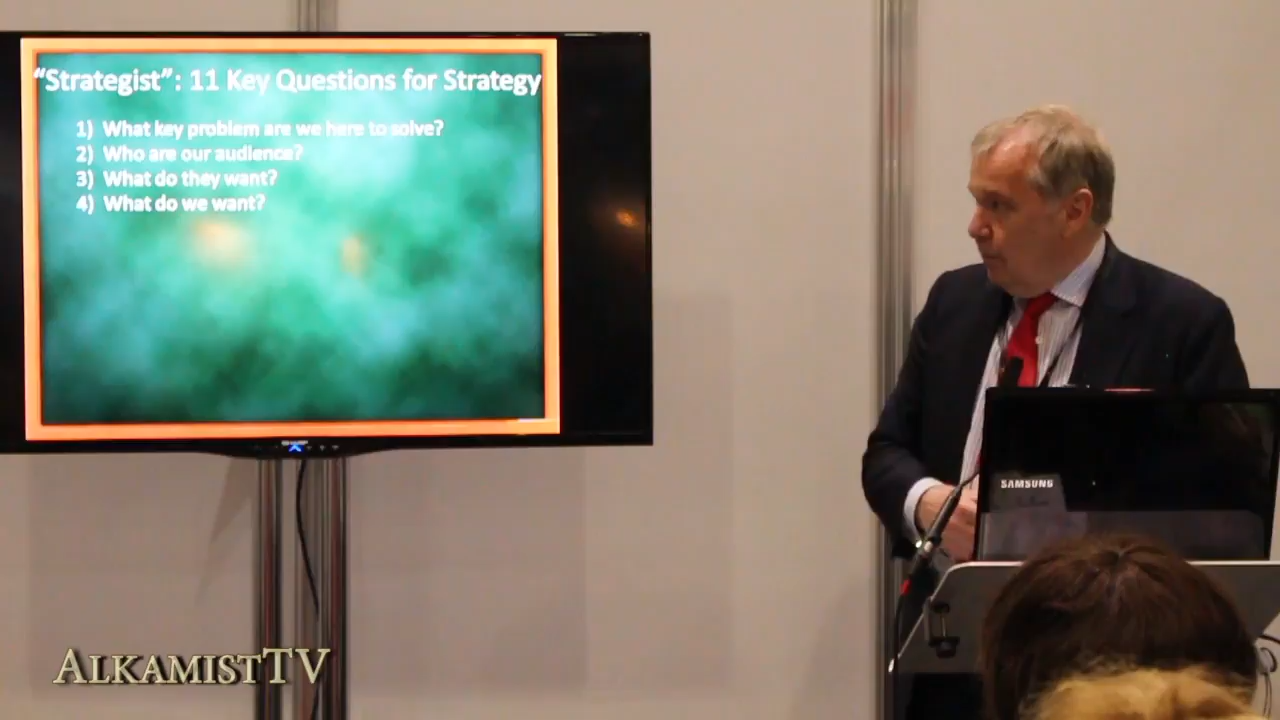 “Strategist”: 11 Key Questions for Strategy
1) What key problem are we here to solve?
2) Who are our audience?
3) What do they want?
4) What do we want?
SHARP
SAMSUNG
ALKAMISTTV